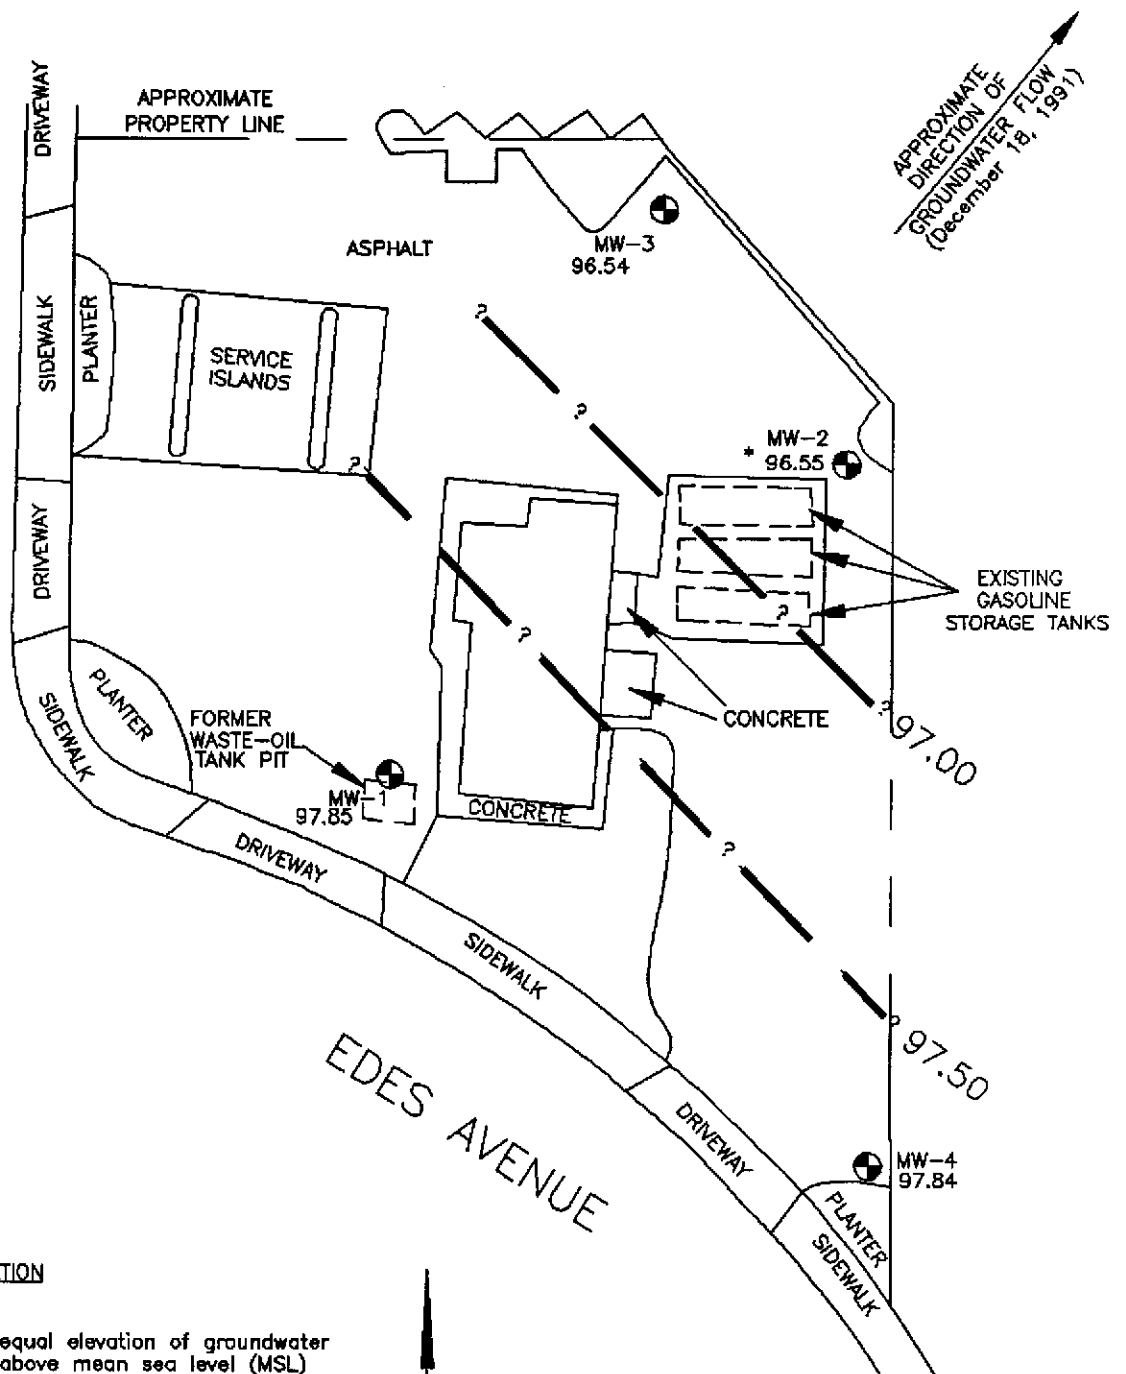 DRIVEWAY
APPROXIMATE
PROPERTY LINE
APPROXIMATE
DIRECTION OF
GROUNDWATER FLOW
(December 18, 1991)
ASPHALT
MW-3
96.54
SIDEWALK
PLANTER
SERVICE
ISLANDS
?
?
?
* MW-2
96.55
DRIVEWAY
EXISTING
GASOLINE
STORAGE TANKS
?
?
?
97.00
SIDEWALK
PLANTER
FORMER
WASTE-OIL
TANK PIT
CONCRETE
MW-1
97.85
CONCRETE
DRIVEWAY
?
SIDEWALK
?
97.50
EDES AVENUE
DRIVEWAY
MW-4
97.84
PLANTER
SIDEWALK
TION
equal elevation of groundwater
above mean sea level (MSL)